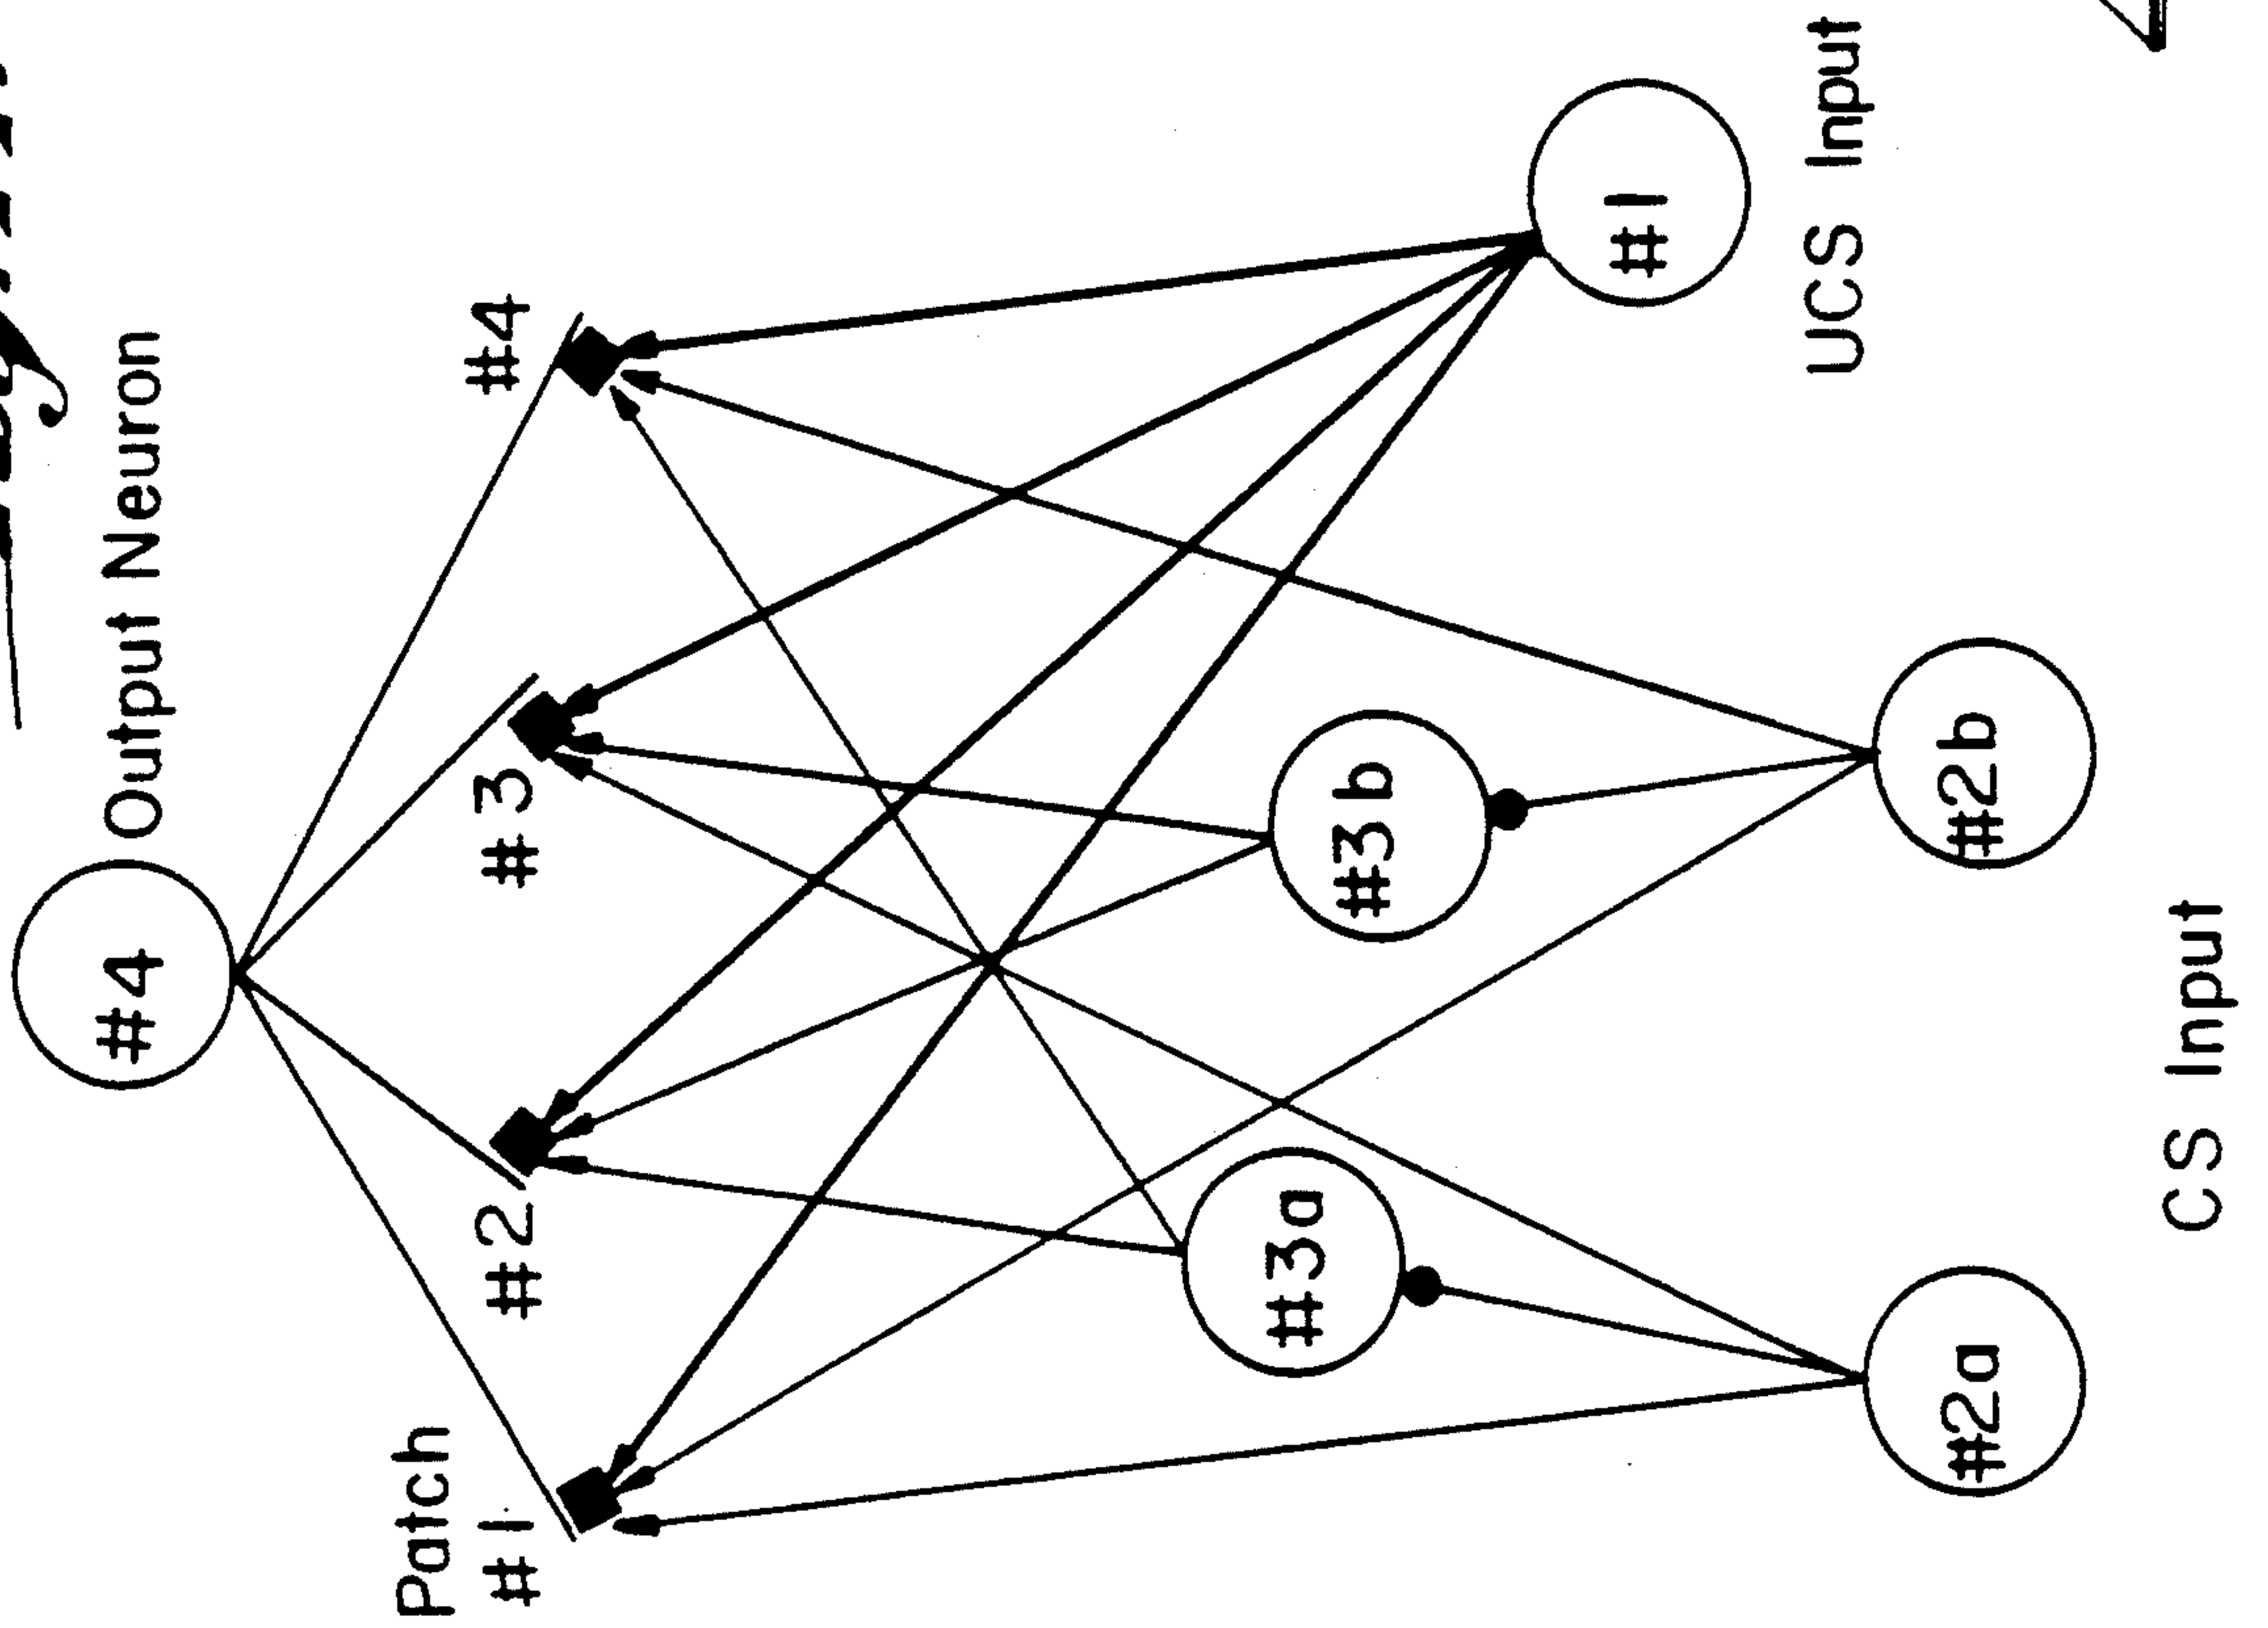 #4 Output Neuron
Patch
#1
#2
#3
#4
#3a
#3b
#1
UCS Input
#2a
#2b
CS Input